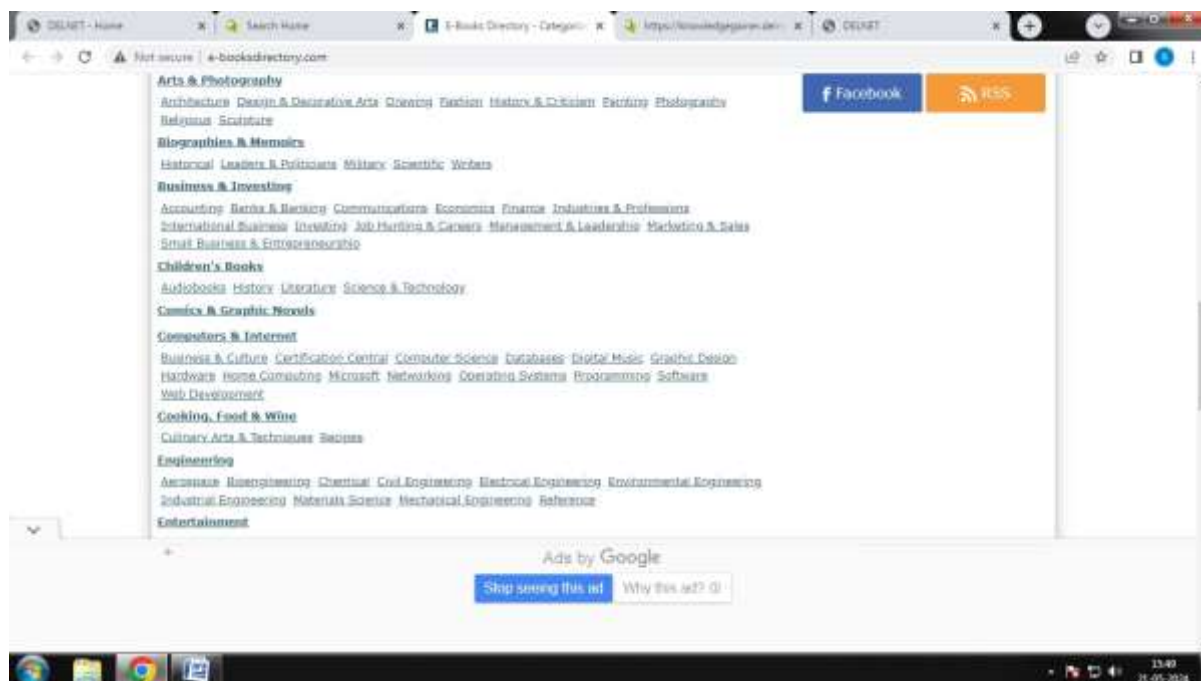 DELNET - Home
Search Home
E-Books Directory - Categori
DELNET
Not secure e-booksdirectory.com
Arts & Photography
Architecture Design & Decorative Arts Drawing Fashion History & Criticism Painting Photography
Religious Sculpture
Facebook
RSS
Biographies & Memoirs
Historical Leaders & Politicians Military Scientific Writers
Business & Investing
Accounting Banks & Banking Communications Economics Finance Industries & Professions
International Business Investing Job Hunting & Careers Management & Leadership Marketing & Sales
Small Business & Entrepreneurship
Children's Books
Audiobooks History Literature Science & Technology
Comics & Graphic Novels
Computers & Internet
Business & Culture Certification Central Computer Science Databases Digital Music Graphic Design
Hardware Home Computing Microsoft Networking Operating Systems Programming Software
Web Development
Cooking, Food & Wine
Culinary Arts & Techniques Recipes
Engineering
Aerospace Bioengineering Chemical Civil Engineering Electrical Engineering Environmental Engineering
Industrial Engineering Materials Science Mechanical Engineering Reference
Entertainment
Ads by Google
Stop seeing this ad
Why this ad?
15:40
21-05-2024